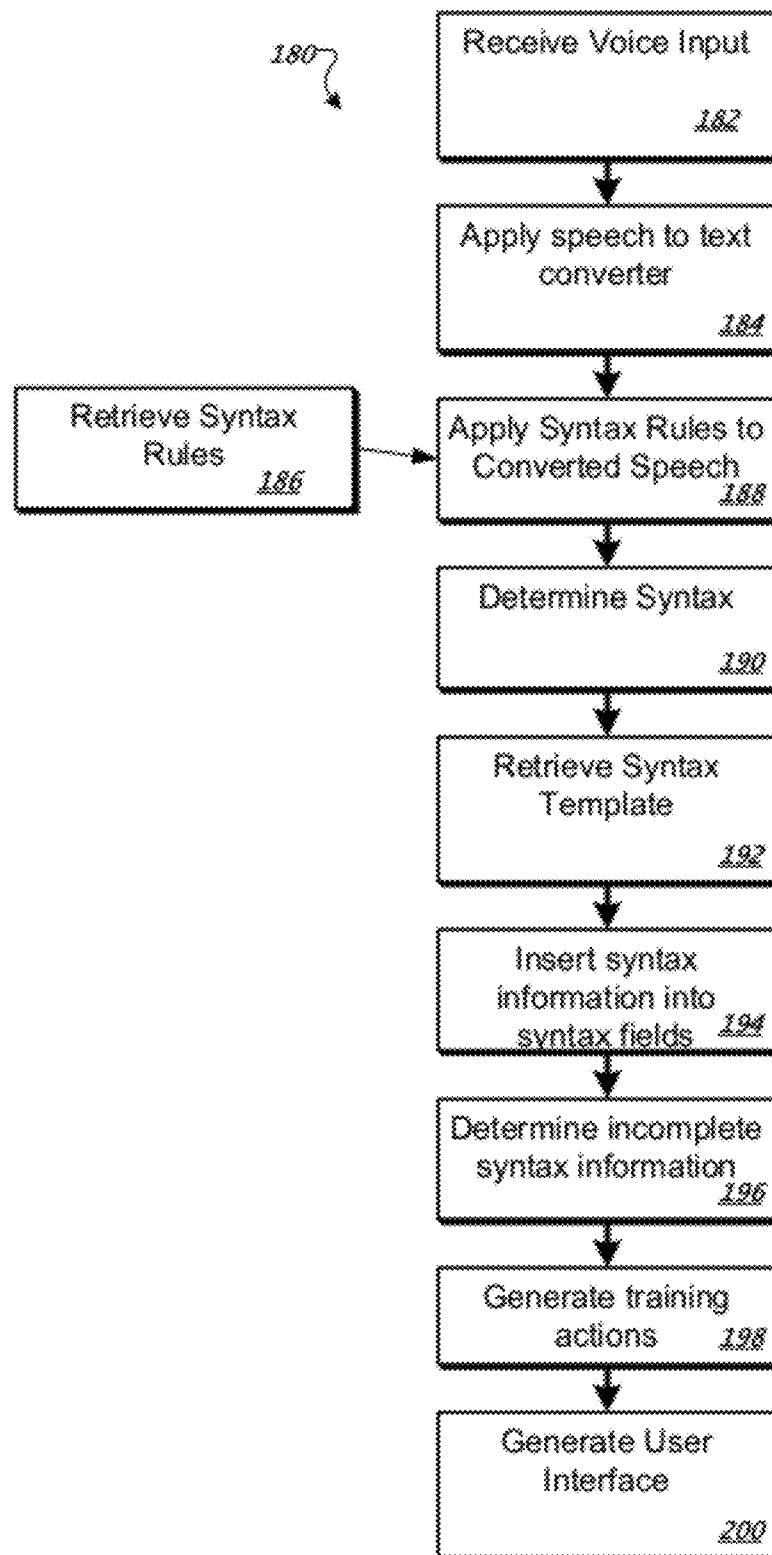 180
Receive Voice Input
182
Apply speech to text
converter
184
Retrieve Syntax
Rules
186
Apply Syntax Rules to
Converted Speech
188
Determine Syntax
190
Retrieve Syntax
Template
192
Insert syntax
information into
syntax fields
194
Determine incomplete
syntax information
196
Generate training
actions
198
Generate User
Interface
200